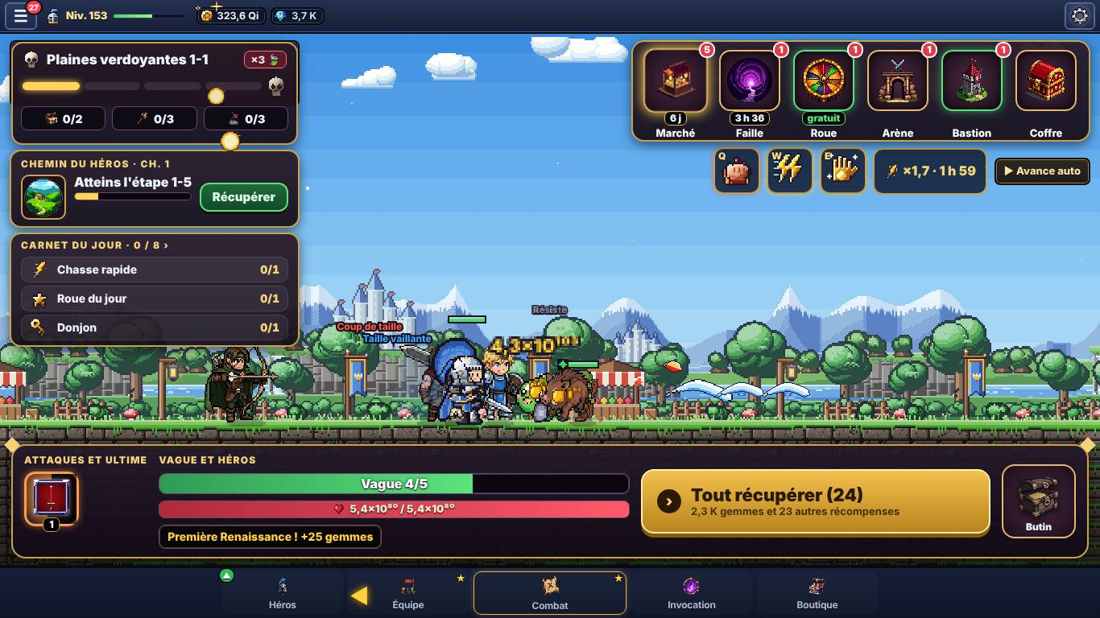 27
Niv. 153
323,6 Qi
3,7 K
Plaines verdoyantes 1-1
×3
0/2
0/3
0/3
CHEMIN DU HÉROS · CH. 1
Atteins l'étape 1-5
Récupérer
CARNET DU JOUR · 0 / 8 ›
Chasse rapide
0/1
Roue du jour
0/1
Donjon
0/1
5
1
1
1
1
6 j
3 h 36
gratuit
Marché
Faille
Roue
Arène
Bastion
Coffre
Q
W
E
×1,7 · 1 h 59
Avance auto
Résiste
Coup de taille
Taille vaillante
ATTAQUES ET ULTIME
VAGUE ET HÉROS
1
Vague 4/5
5,4×10⁸⁰ / 5,4×10⁸⁰
Première Renaissance ! +25 gemmes
Tout récupérer (24)
2,3 K gemmes et 23 autres récompenses
Butin
Héros
Équipe
Combat
Invocation
Boutique